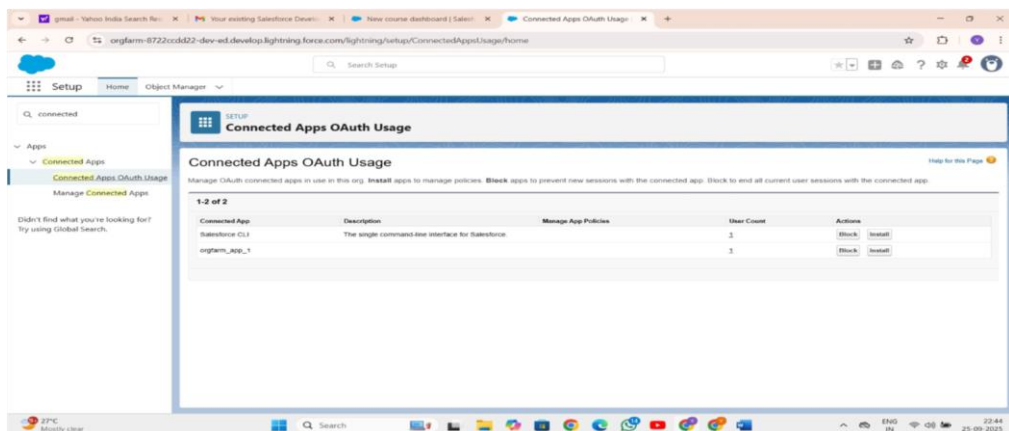 gmail - Yahoo India Search Res
Your existing Salesforce Develo
New course dashboard | Salesf
Connected Apps OAuth Usage
orgfarm-8722ccdd22-dev-ed.develop.lightning.force.com/lightning/setup/ConnectedAppsUsage/home
Search Setup
2
Setup Home Object Manager
connected
SETUP
Connected Apps OAuth Usage
Apps
Connected Apps
Connected Apps OAuth Usage
Manage Connected Apps
Didn't find what you're looking for?
Try using Global Search.
Connected Apps OAuth Usage
Help for this Page
Manage OAuth connected apps in use in this org. Install apps to manage policies. Block apps to prevent new sessions with the connected app. Block to end all current user sessions with the connected app.
1-2 of 2
Connected App Description Manage App Policies User Count Actions
Salesforce CLI The single command-line interface for Salesforce. 1 Block Install
orgfarm_app_1 1 Block Install
27°C
Mostly clear
Search
ENG
IN
22:44
25-09-2025